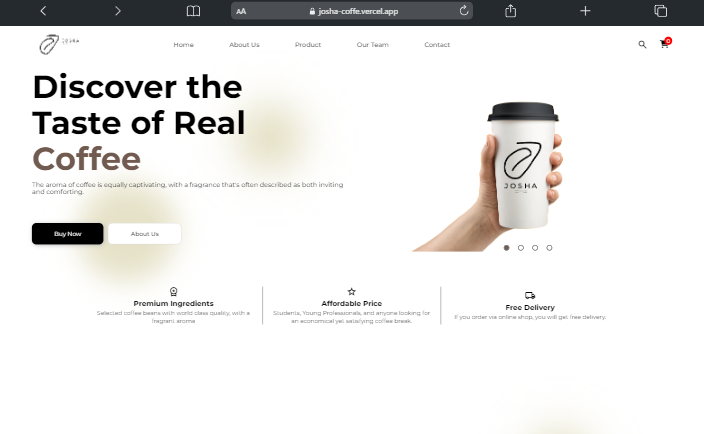 AA
josha-coffe.vercel.app
JOSHA
Home
About Us
Product
Our Team
Contact
0
Discover the
Taste of Real
Coffee
The aroma of coffee is equally captivating, with a fragrance that's often described as both inviting
and comforting.
Buy Now
About Us
JOSHA
Premium Ingredients
Selected coffee beans with world class quality, with a
fragrant aroma
Affordable Price
Students, Young Professionals, and anyone looking for
an economical yet satisfying coffee break.
Free Delivery
If you order via online shop, you will get free delivery.